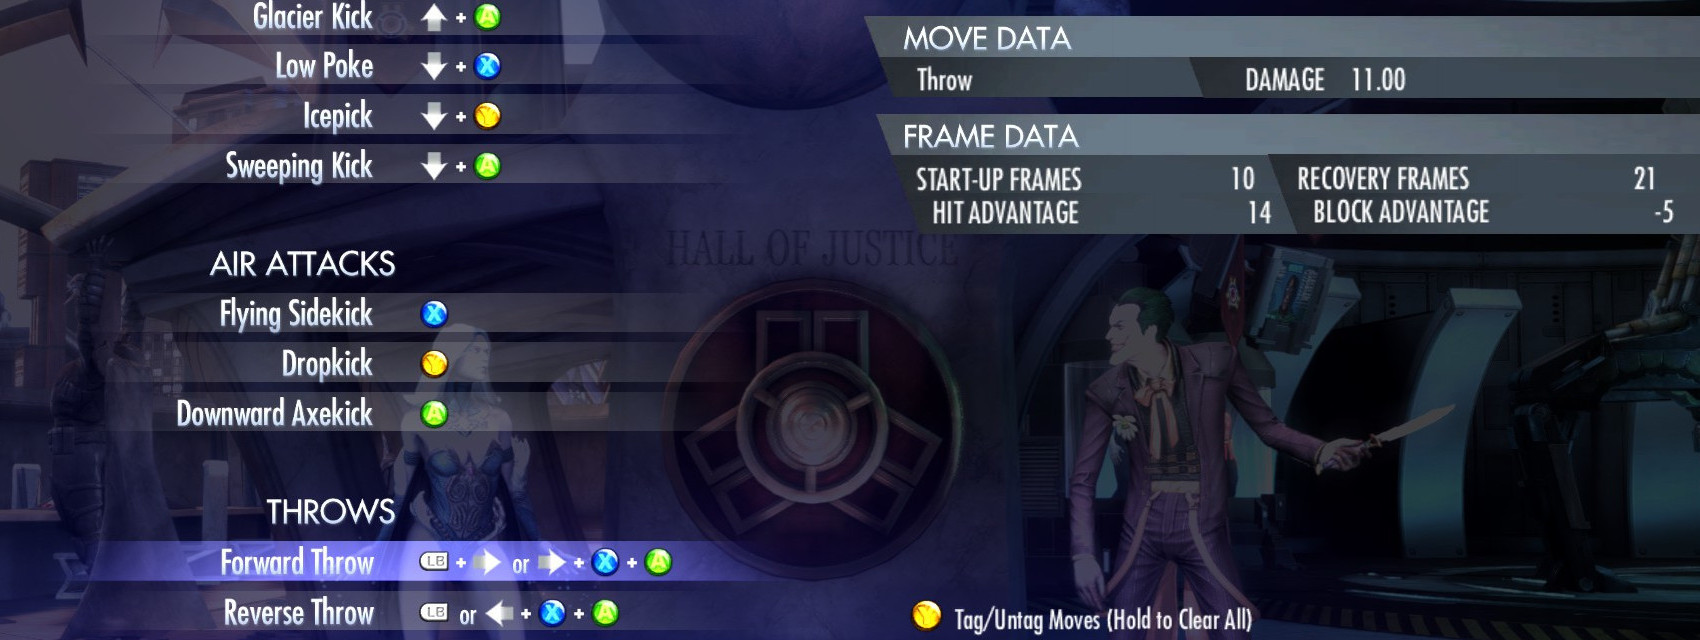 Glacier Kick + A
Low Poke + X
Icepick + Y
Sweeping Kick + A
AIR ATTACKS
Flying Sidekick X
Dropkick Y
Downward Axekick A
THROWS
Forward Throw LB + or + X + A
Reverse Throw LB or + X + A
MOVE DATA
Throw DAMAGE 11.00
FRAME DATA
START-UP FRAMES 10 RECOVERY FRAMES 21
HIT ADVANTAGE 14 BLOCK ADVANTAGE -5
HALL OF JUSTICE
Y Tag/Untag Moves (Hold to Clear All)